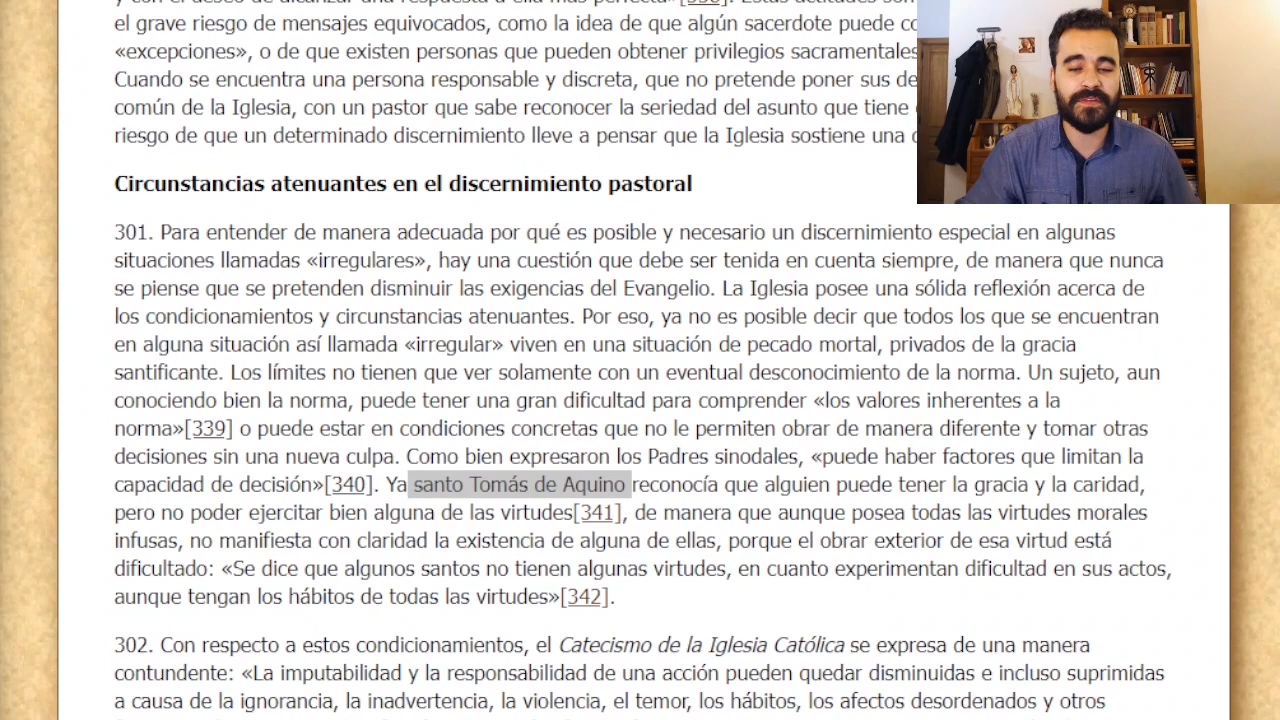 y con el deseo de alcanzar una respuesta a ella más perfecta»[338]. Estas actitudes son
el grave riesgo de mensajes equivocados, como la idea de que algún sacerdote puede co
«excepciones», o de que existen personas que pueden obtener privilegios sacramentales
Cuando se encuentra una persona responsable y discreta, que no pretende poner sus de
común de la Iglesia, con un pastor que sabe reconocer la seriedad del asunto que tiene
riesgo de que un determinado discernimiento lleve a pensar que la Iglesia sostiene una
Circunstancias atenuantes en el discernimiento pastoral
301. Para entender de manera adecuada por qué es posible y necesario un discernimiento especial en algunas
situaciones llamadas «irregulares», hay una cuestión que debe ser tenida en cuenta siempre, de manera que nunca
se piense que se pretenden disminuir las exigencias del Evangelio. La Iglesia posee una sólida reflexión acerca de
los condicionamientos y circunstancias atenuantes. Por eso, ya no es posible decir que todos los que se encuentran
en alguna situación así llamada «irregular» viven en una situación de pecado mortal, privados de la gracia
santificante. Los límites no tienen que ver solamente con un eventual desconocimiento de la norma. Un sujeto, aun
conociendo bien la norma, puede tener una gran dificultad para comprender «los valores inherentes a la
norma»[339] o puede estar en condiciones concretas que no le permiten obrar de manera diferente y tomar otras
decisiones sin una nueva culpa. Como bien expresaron los Padres sinodales, «puede haber factores que limitan la
capacidad de decisión»[340]. Ya santo Tomás de Aquino reconocía que alguien puede tener la gracia y la caridad,
pero no poder ejercitar bien alguna de las virtudes[341], de manera que aunque posea todas las virtudes morales
infusas, no manifiesta con claridad la existencia de alguna de ellas, porque el obrar exterior de esa virtud está
dificultado: «Se dice que algunos santos no tienen algunas virtudes, en cuanto experimentan dificultad en sus actos,
aunque tengan los hábitos de todas las virtudes»[342].
302. Con respecto a estos condicionamientos, el Catecismo de la Iglesia Católica se expresa de una manera
contundente: «La imputabilidad y la responsabilidad de una acción pueden quedar disminuidas e incluso suprimidas
a causa de la ignorancia, la inadvertencia, la violencia, el temor, los hábitos, los afectos desordenados y otros